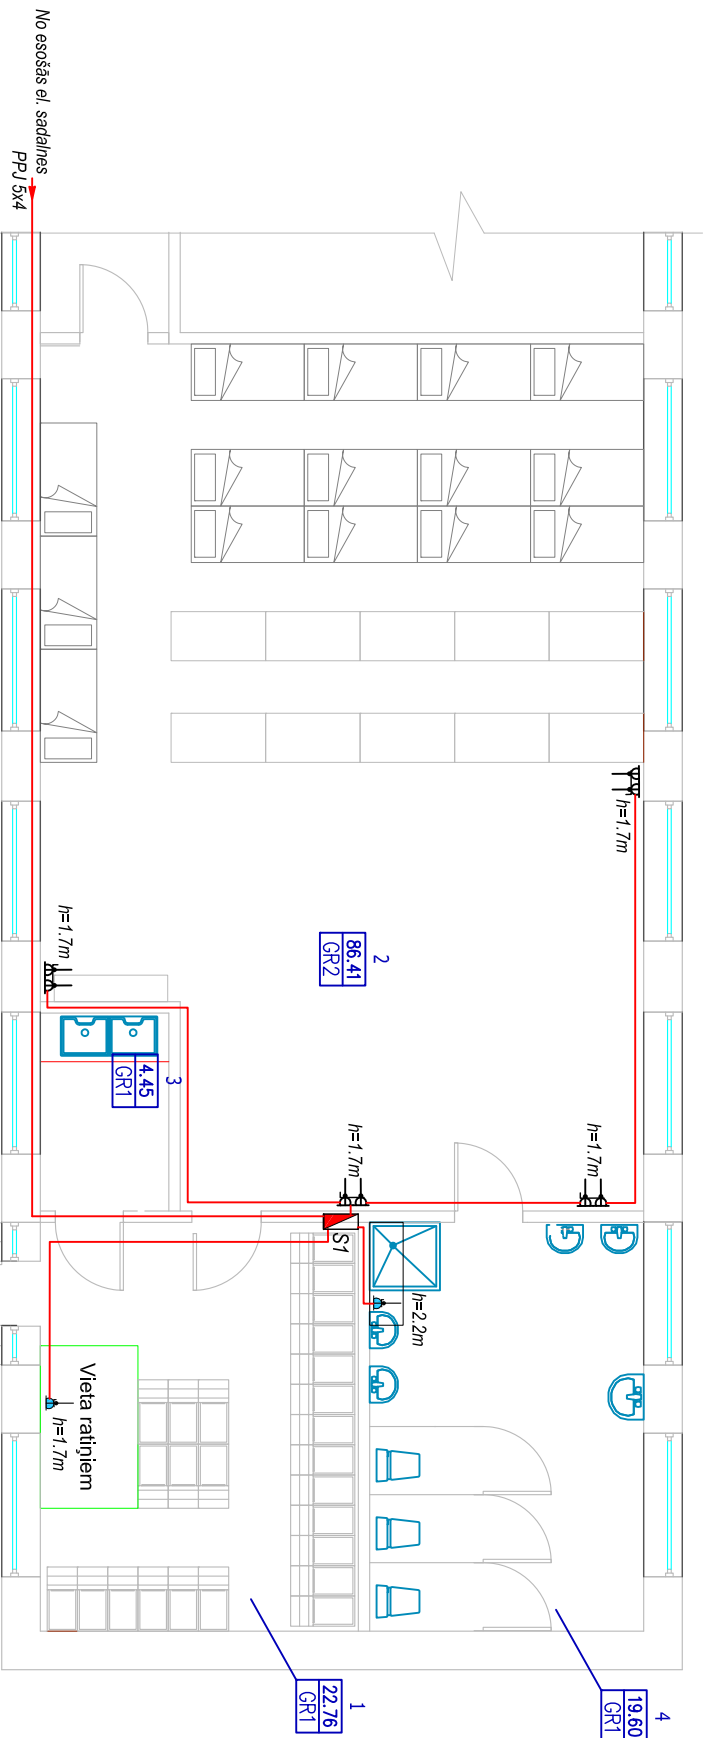 No esošās el. sadalnes
PPJ 5x4
h=1.7m
h=1.7m
2
86.41
GR2
3
4.45
GR1
h=1.7m
h=1.7m
S1
h=2.2m
Vieta ratiņiem
h=1.7m
1
22.76
GR1
4
19.60
GR1